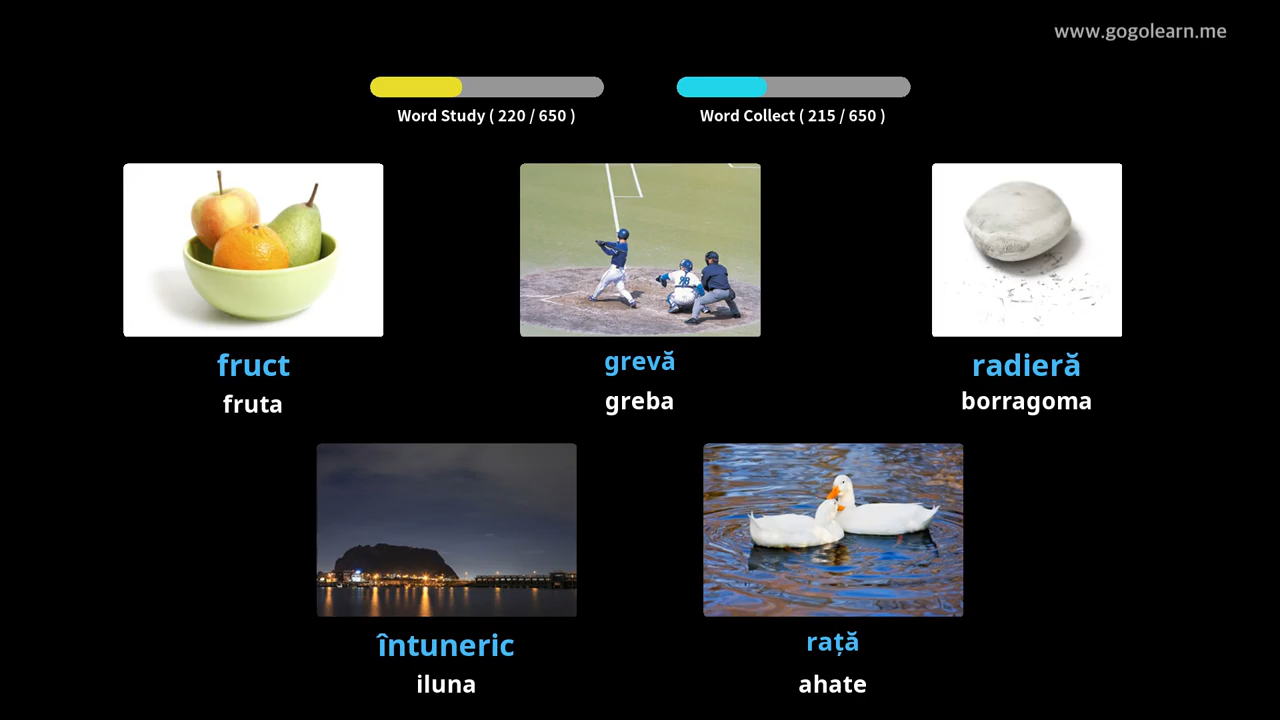 www.gogolearn.me
Word Study ( 220 / 650 )
Word Collect ( 215 / 650 )
fruct
fruta
grevă
greba
radieră
borragoma
întuneric
iluna
rață
ahate